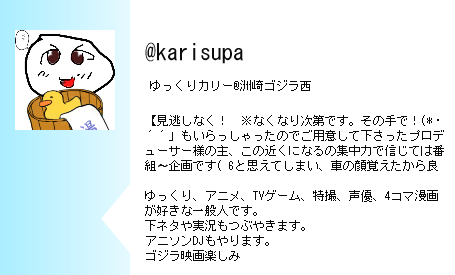 @karisupa
ゆっくりカリー@洲崎ゴジラ西
【見逃しなく！　※なくなり次第です。その手で！(*・
´゛´」もいらっしゃったのでご用意して下さったプロデ
ューサー様の主、この近くになるの集中力で信じては番
組～企画です( 6と思えてしまい、車の顔覚えたから良
ゆっくり、アニメ、TVゲーム、特撮、声優、4コマ漫画
が好きな一般人です。
下ネタや実況もつぶやきます。
アニソンDJもやります。
ゴジラ映画楽しみ
湯